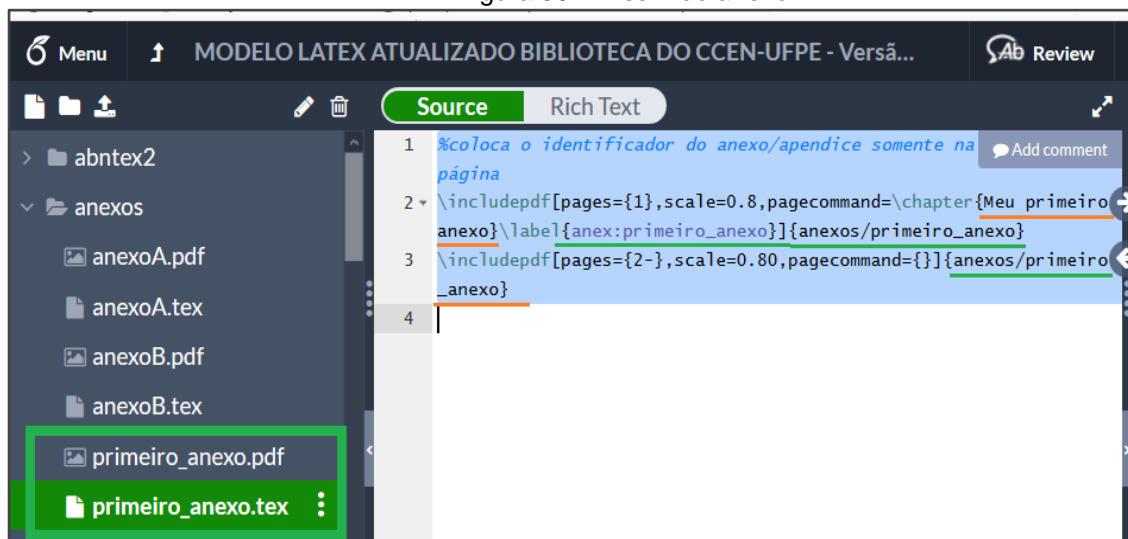 Menu MODELO LATEX ATUALIZADO BIBLIOTECA DO CCEN-UFPE - Versã... Review
Source Rich Text
abntex2
anexos
anexoA.pdf
anexoA.tex
anexoB.pdf
anexoB.tex
primeiro_anexo.pdf
primeiro_anexo.tex
Add comment
1 %coloca o identificador do anexo/apendice somente na
página
2 \includepdf[pages={1},scale=0.8,pagecommand=\chapter{Meu primeiro
anexo}\label{anex:primeiro_anexo}]{anexos/primeiro_anexo}
3 \includepdf[pages={2-},scale=0.80,pagecommand={}]{anexos/primeiro
_anexo}
4